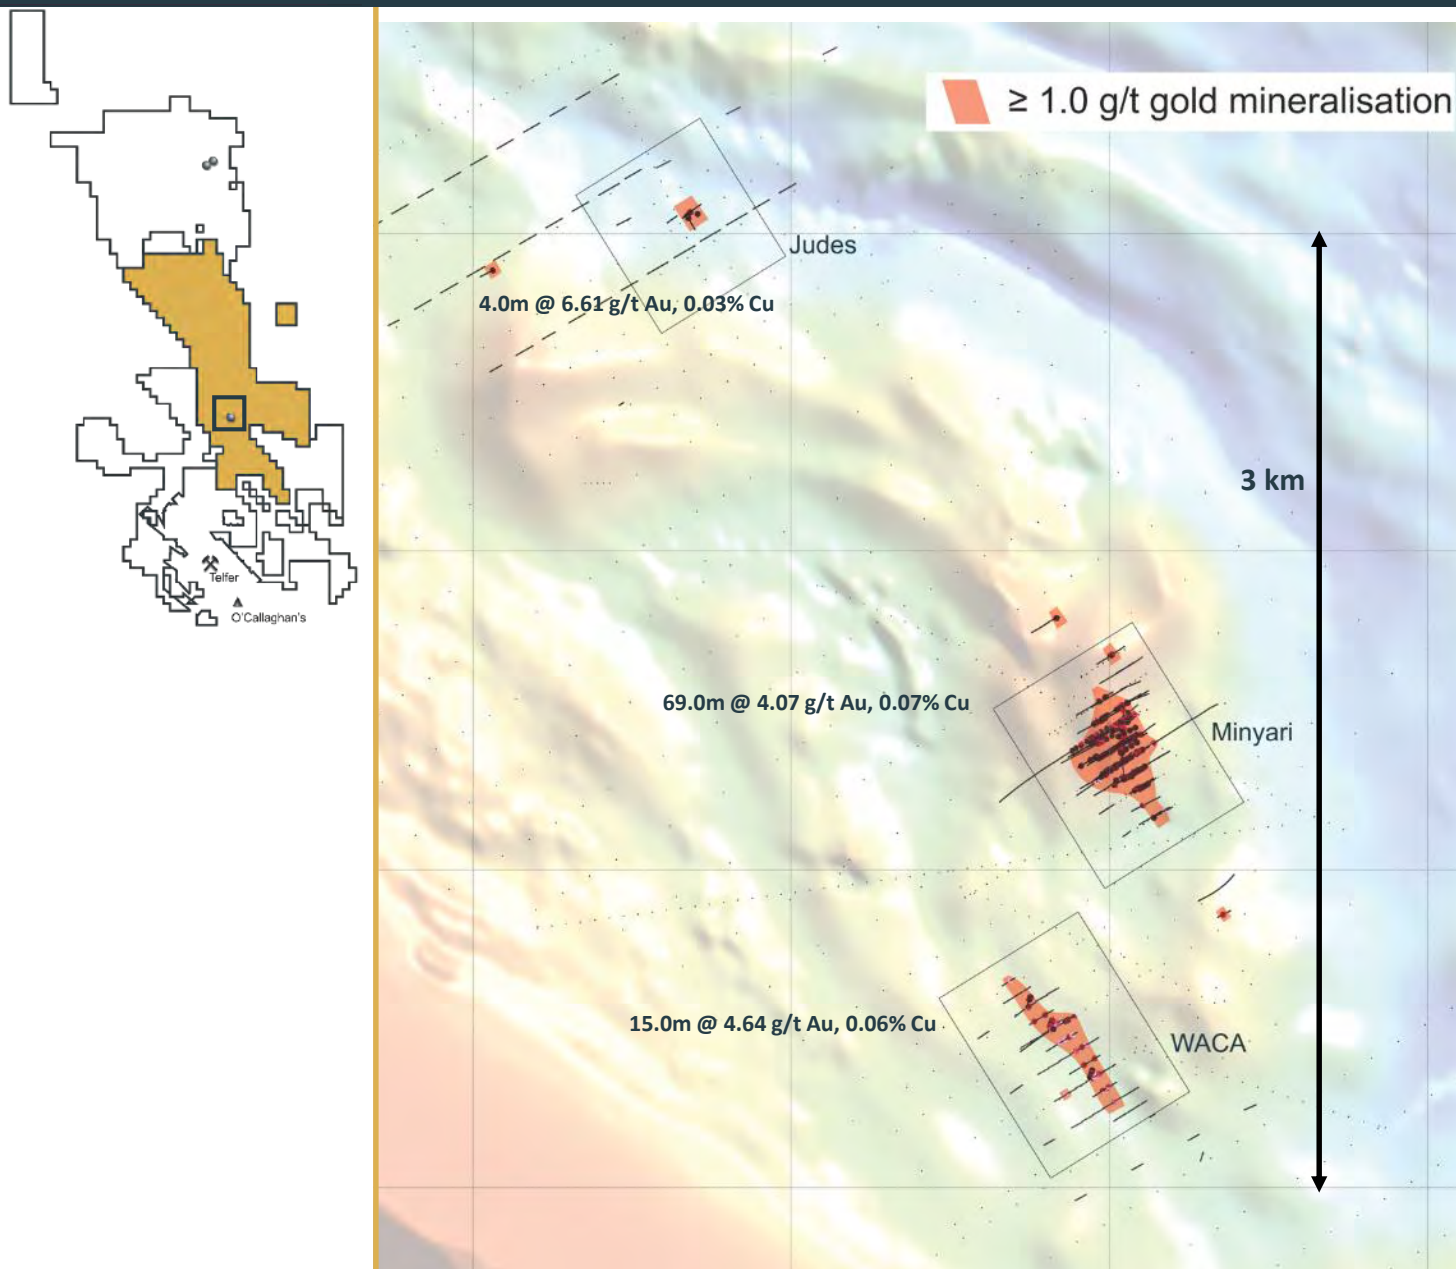 ≥ 1.0 g/t gold mineralisation
Judes
4.0m @ 6.61 g/t Au, 0.03% Cu
3 km
Telfer
O'Callaghan's
69.0m @ 4.07 g/t Au, 0.07% Cu
Minyari
15.0m @ 4.64 g/t Au, 0.06% Cu
WACA